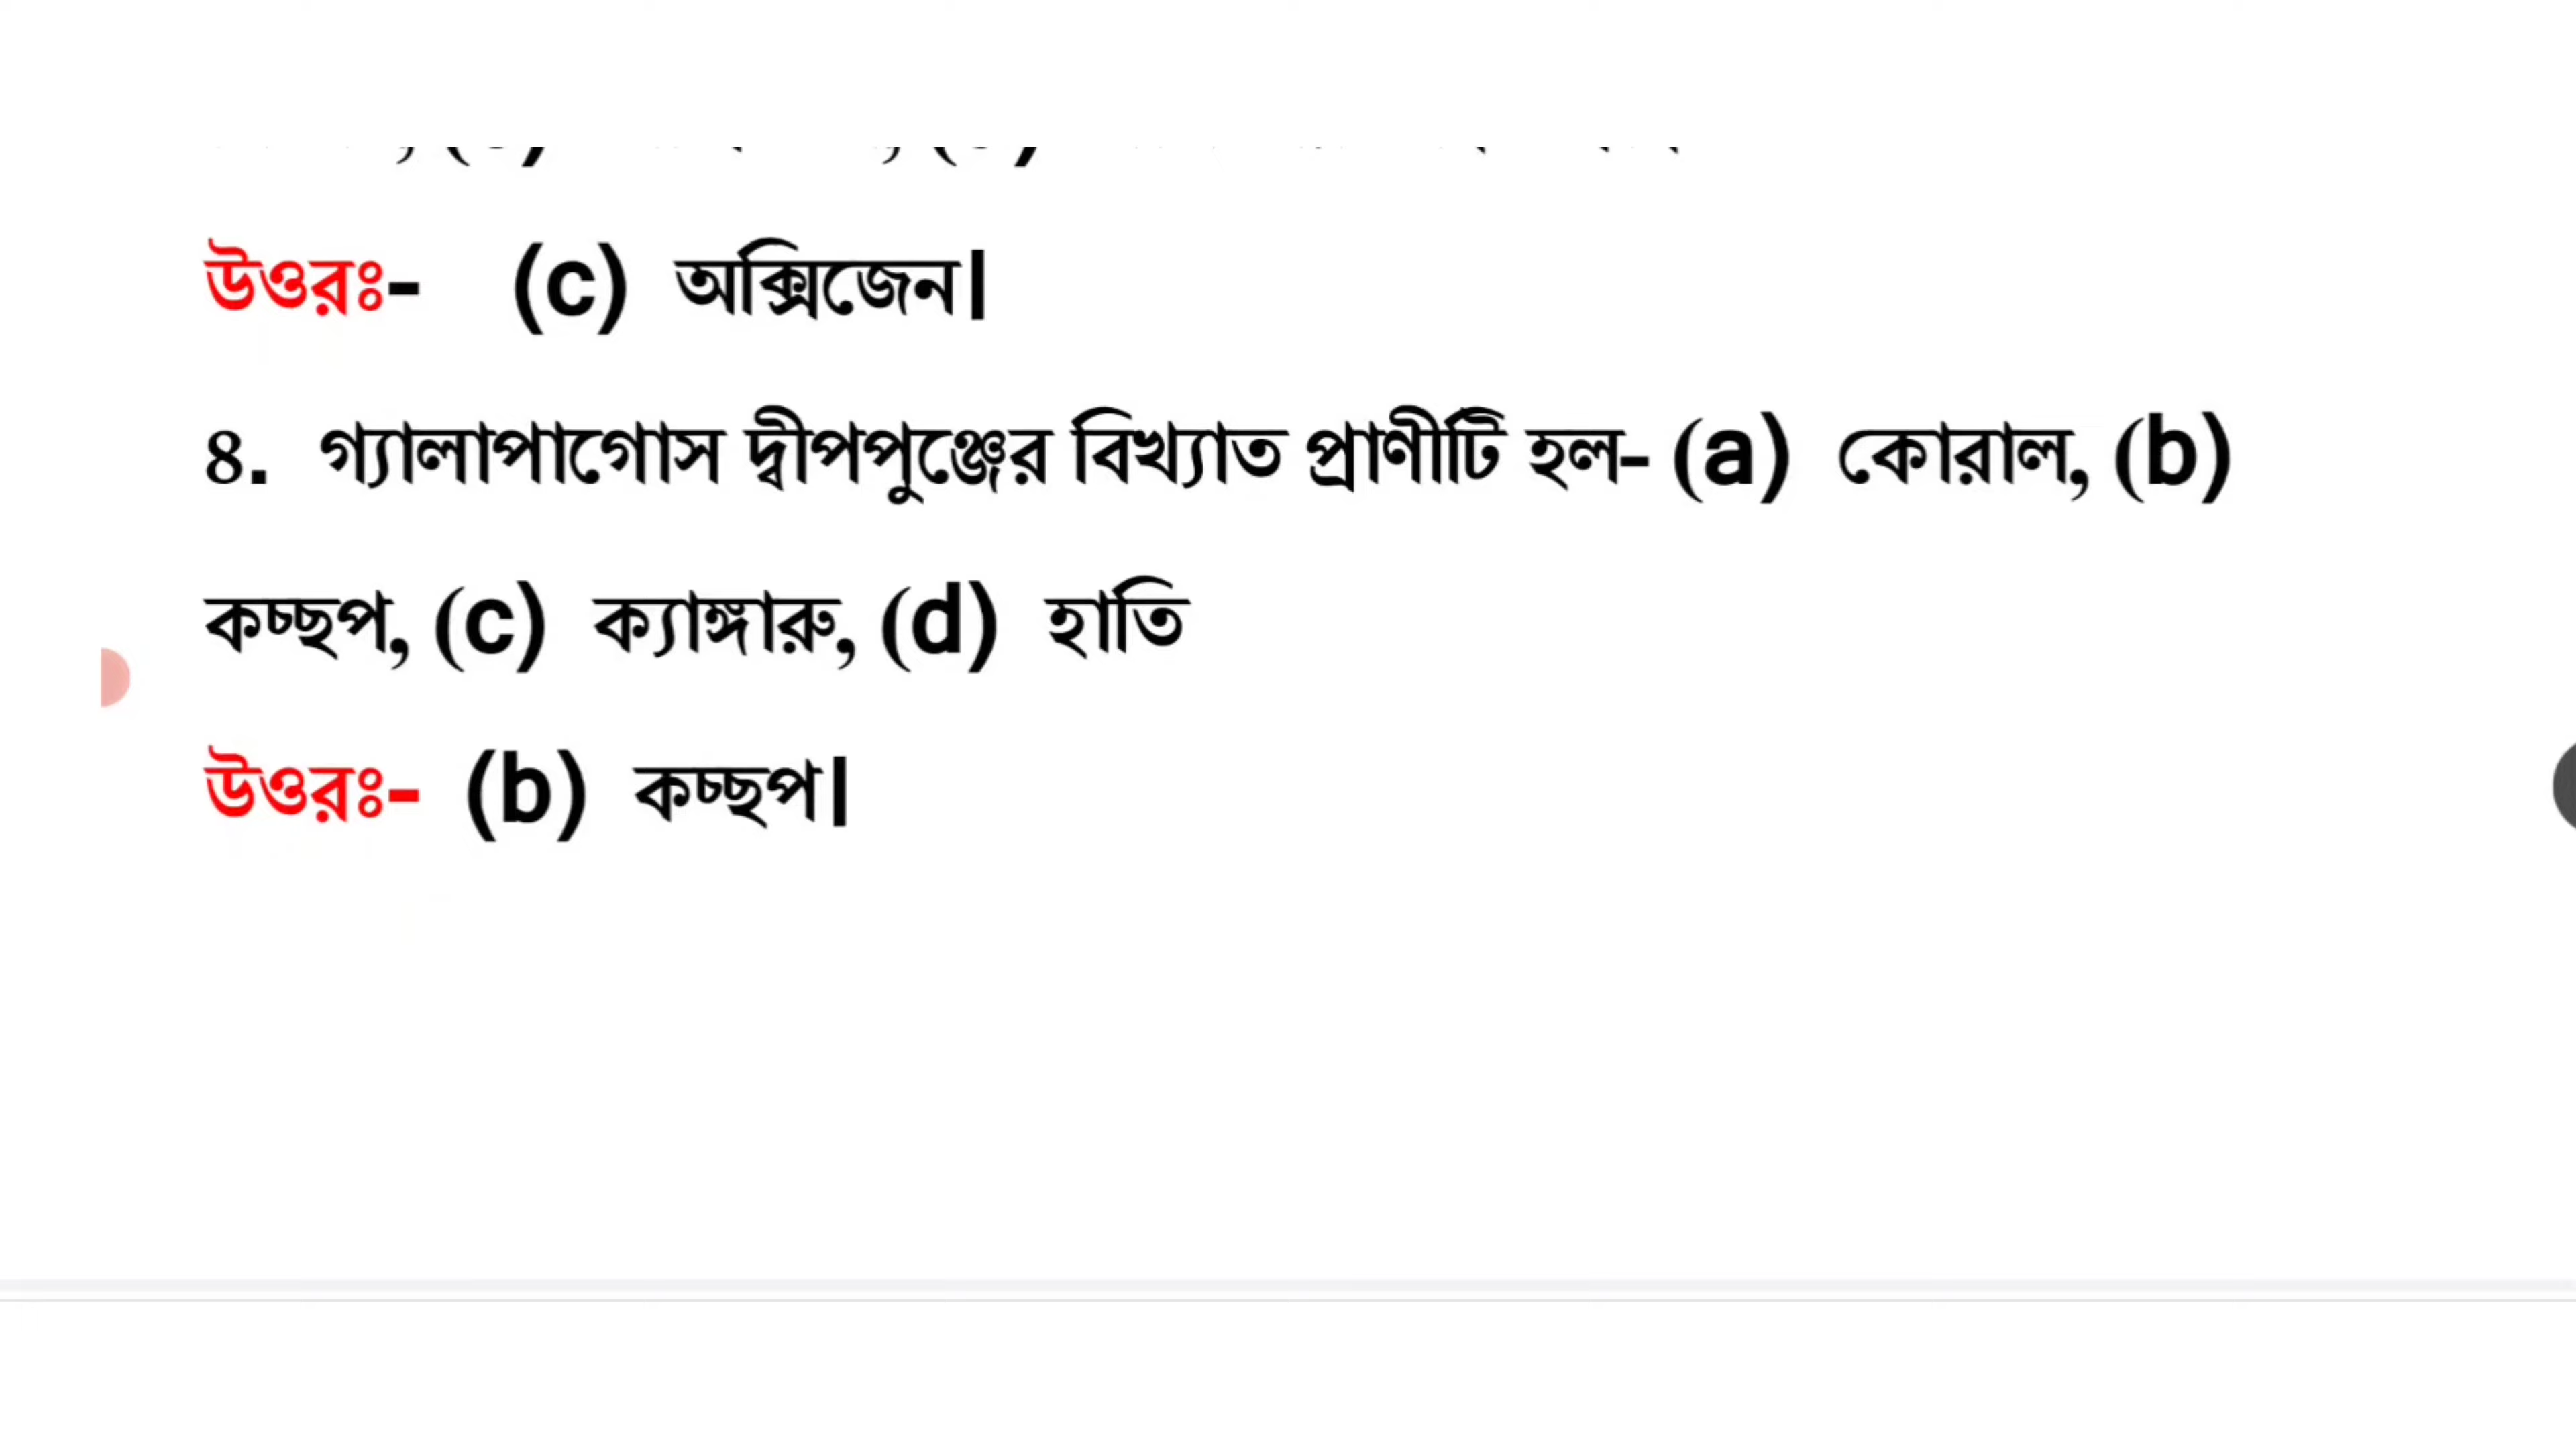 উওরঃ- (c) অক্সিজেন।
8. গ্যালাপাগোস দ্বীপপুঞ্জের বিখ্যাত প্রাণীটি হল- (a) কোরাল, (b)
কচ্ছপ, (c) ক্যাঙ্গারু, (d) হাতি
উওরঃ- (b) কচ্ছপ।